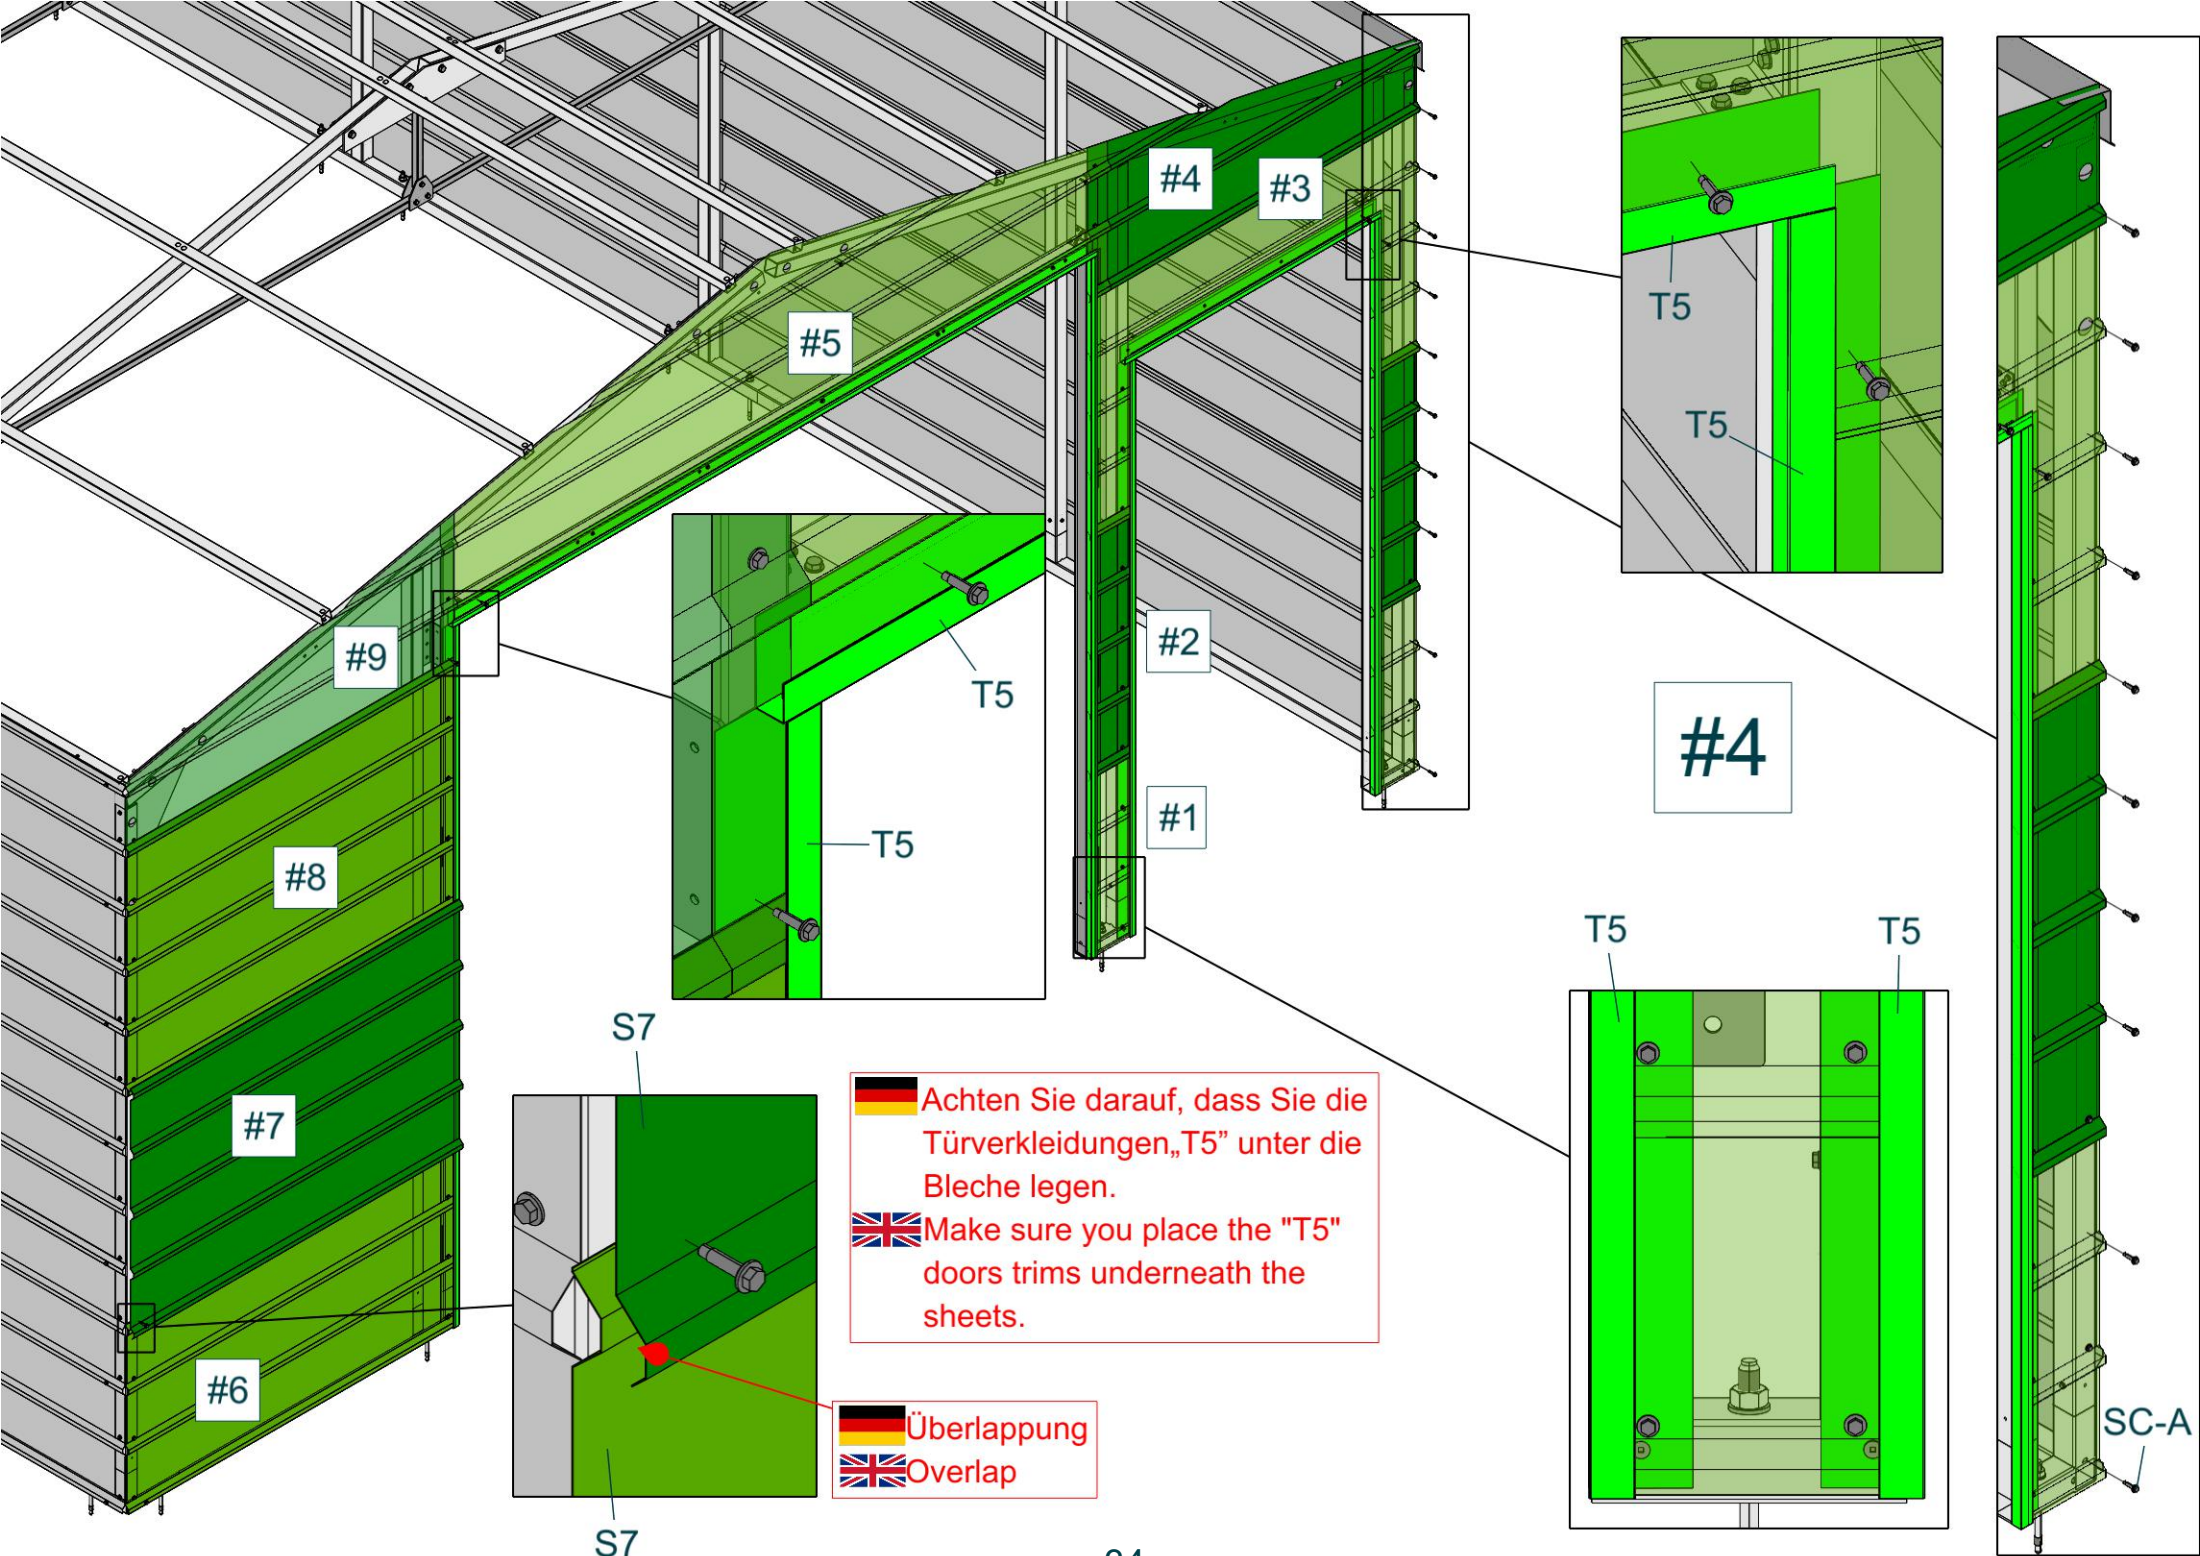 #4
#3
T5
#5
T5
#2
#9
T5
#4
T5
#1
#8
T5
T5
S7
#7
Achten Sie darauf, dass Sie die
Türverkleidungen„T5” unter die
Bleche legen.
Make sure you place the "T5"
doors trims underneath the
sheets.
#6
Überlappung
Overlap
SC-A
S7